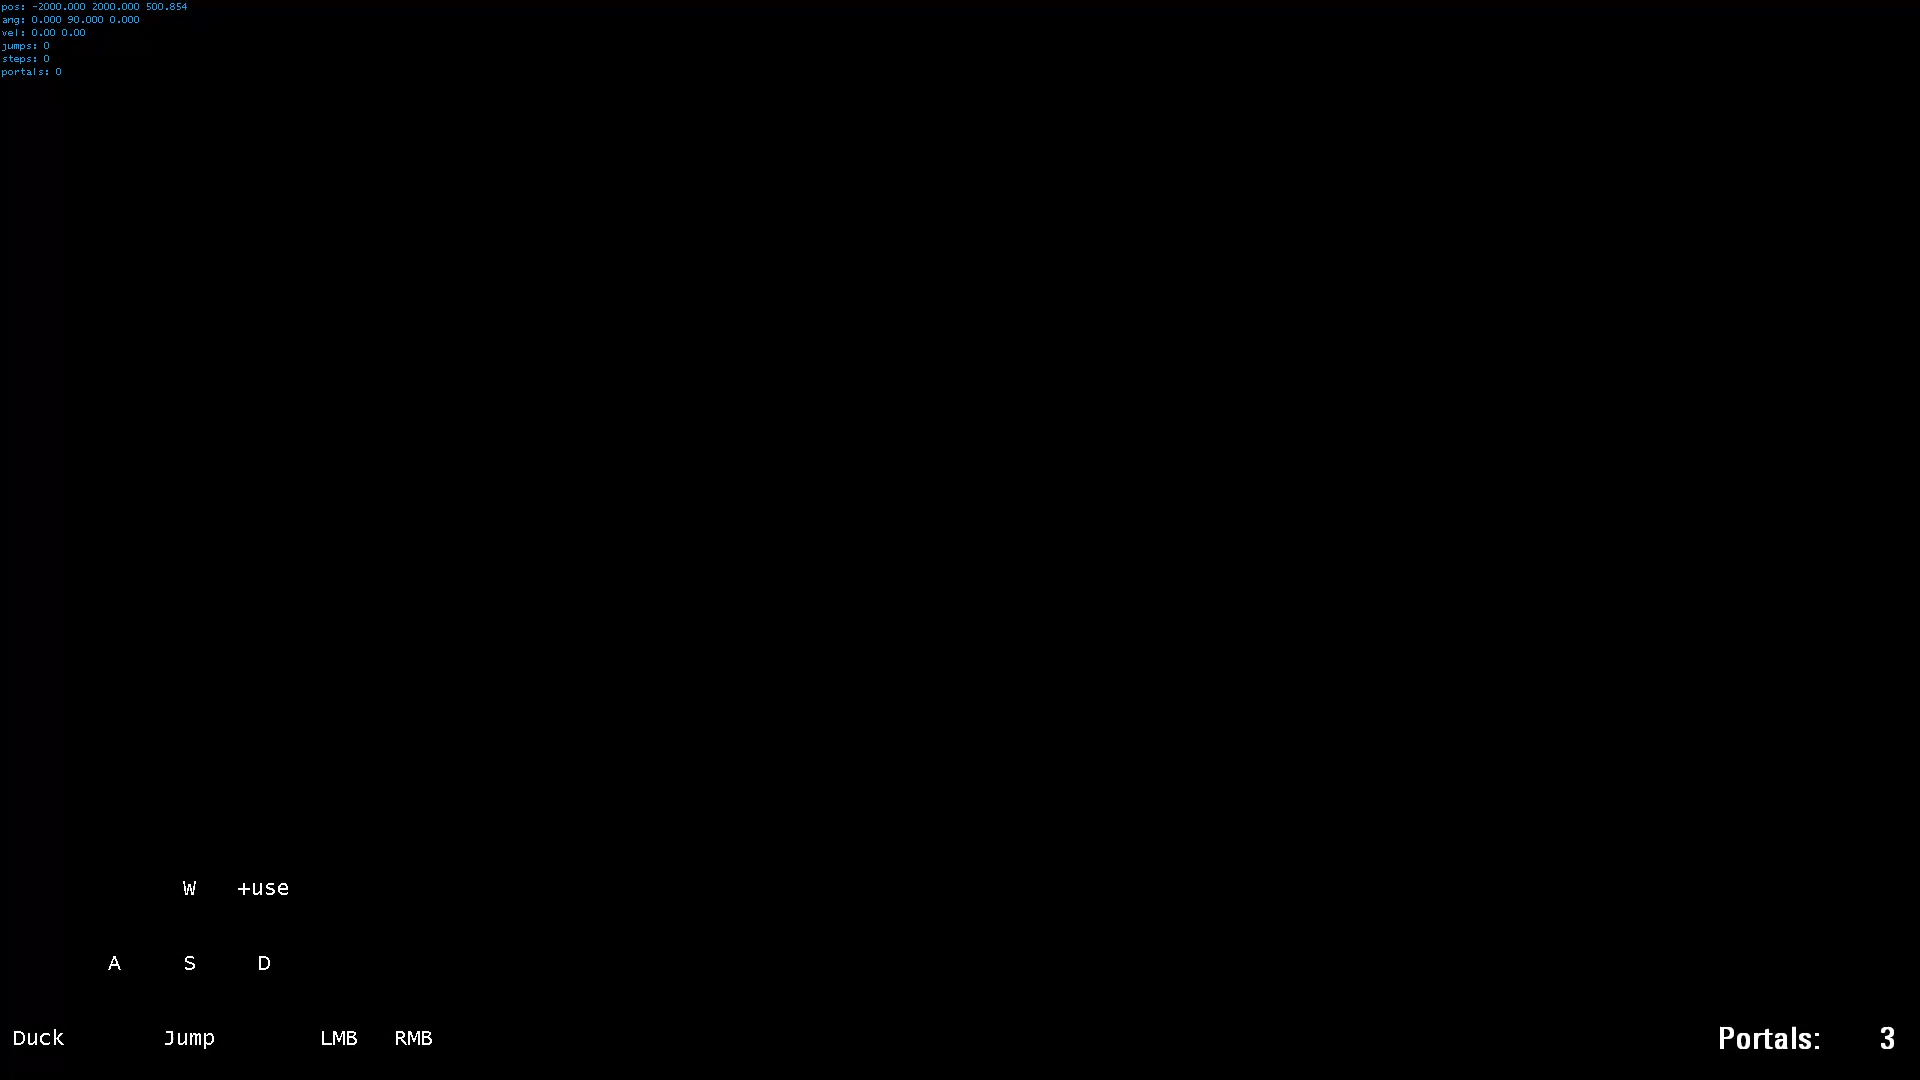 pos: -2000.000 2000.000 500.854
ang: 0.000 90.000 0.000
vel: 0.00 0.00
jumps: 0
steps: 0
portals: 0
W +use
A S D
Duck Jump LMB RMB
Portals: 3